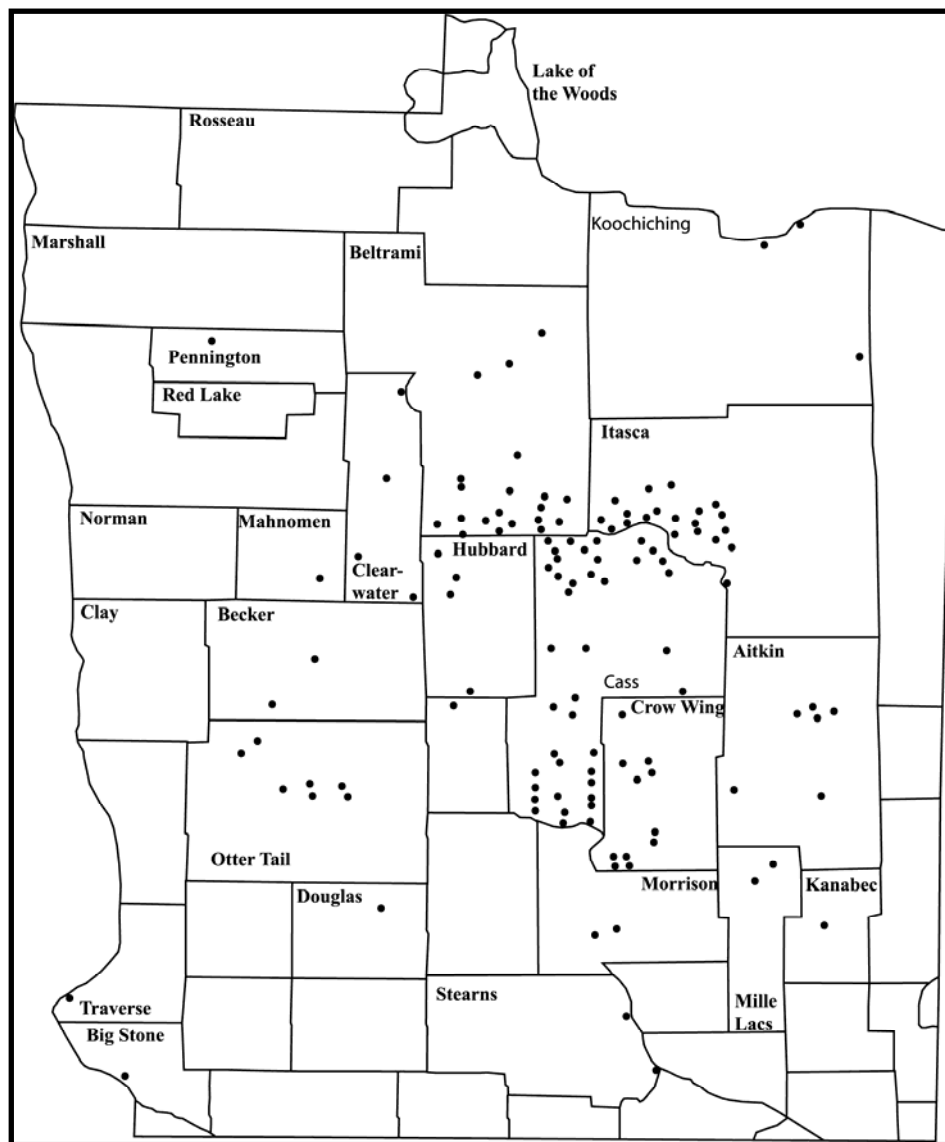 Lake of
the Woods
Rosseau
Koochiching
Marshall
Beltrami
Pennington
Red Lake
Itasca
Norman
Mahnomen
Hubbard
Clear-
water
Clay
Becker
Aitkin
Cass
Crow Wing
Otter Tail
Morrison
Kanabec
Douglas
Stearns
Mille
Lacs
Traverse
Big Stone